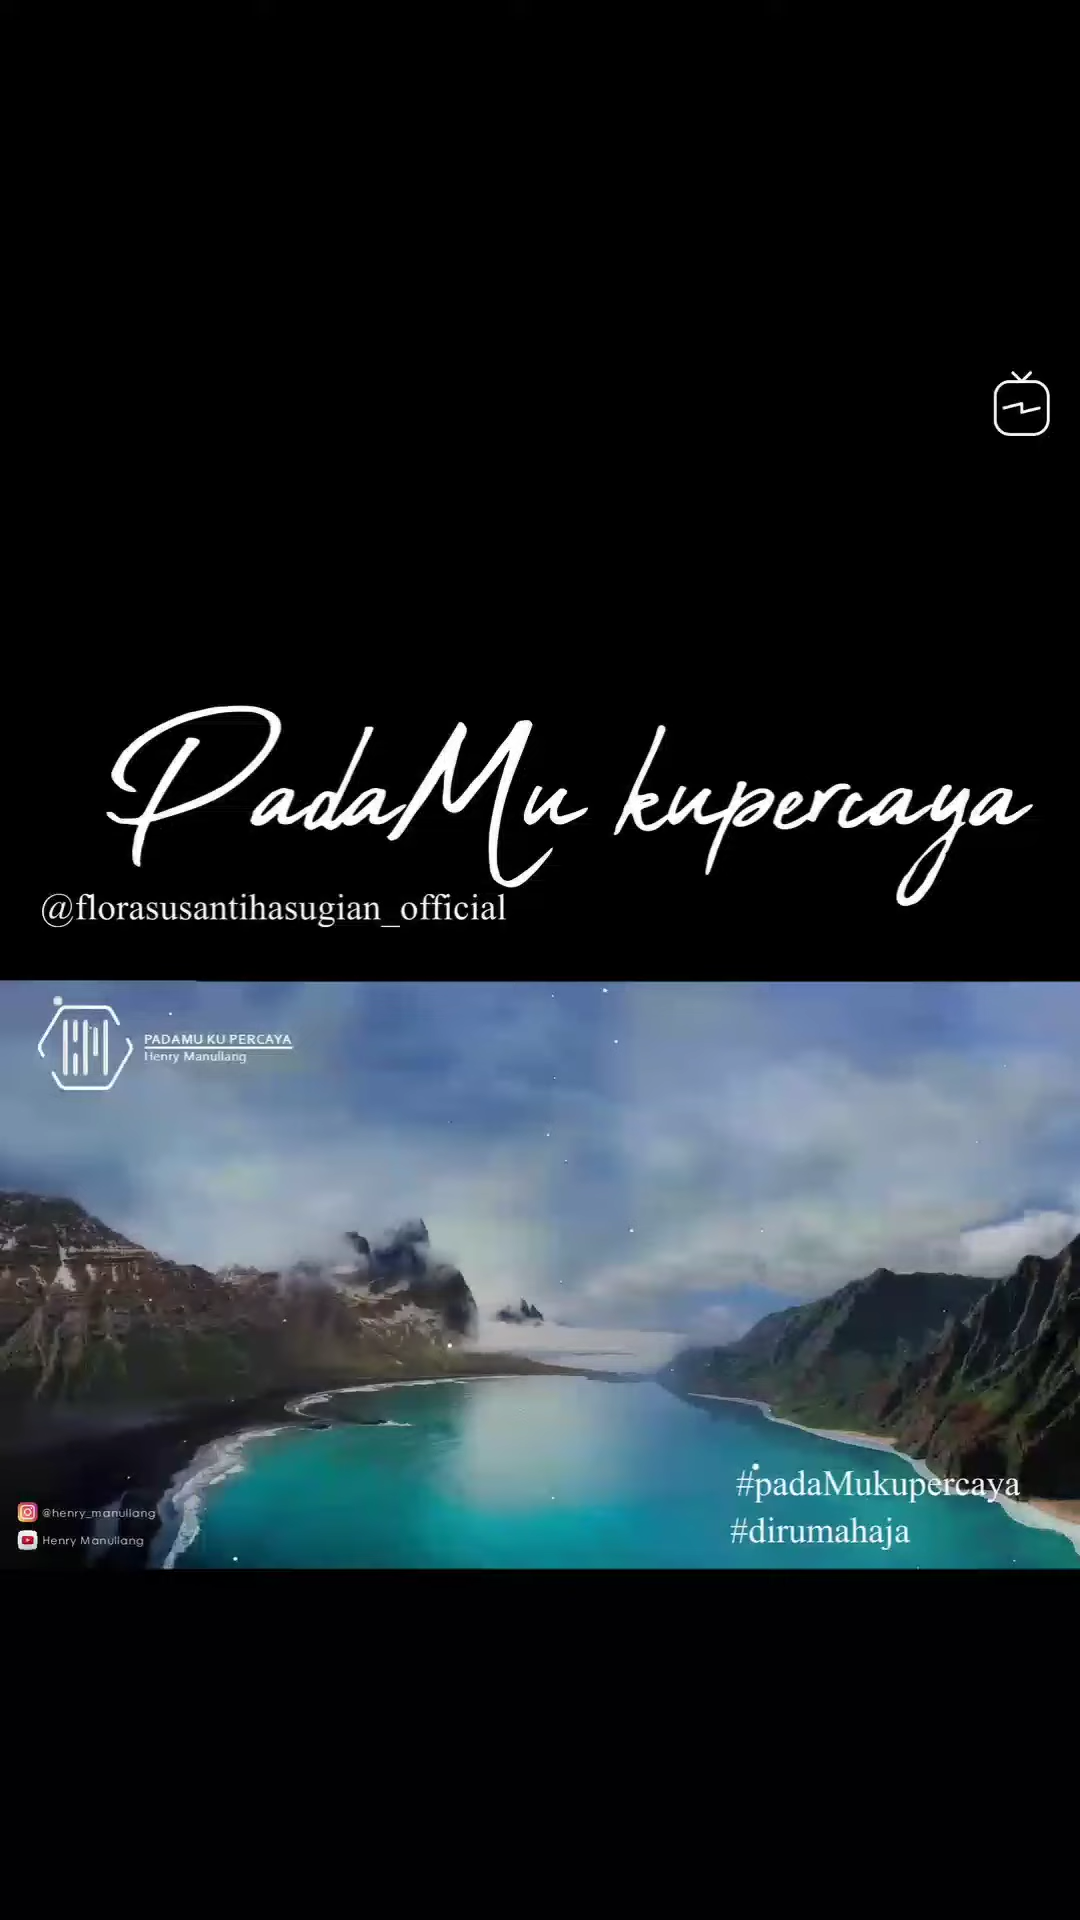 PadaMu kupercaya
@florasusantihasugian_official
PADAMU KU PERCAYA
Henry Manullang
#padaMukupercaya
#dirumahaja
@henry_manullang
Henry Manullang